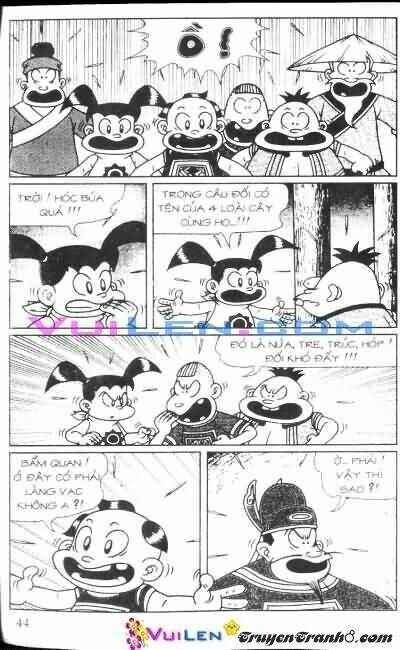 Ồ !
TRỜI ! HÓC BÚA
QUÁ !!!
TRONG CÂU ĐỐI CÓ
TÊN CỦA 4 LOÀI CÂY
CÙNG HỌ...!!!
VuiLen.com
ĐÓ LÀ NỨA, TRE, TRÚC, HÓP !
ĐỐI KHÓ ĐẤY !!!
BẨM QUAN !
Ở ĐÂY CÓ PHẢI
LÀNG VẠC
KHÔNG Ạ ?!
Ờ.. PHẢI !
VẬY THÌ
SAO ?!
44
VuiLen
TruyenTranh8.com